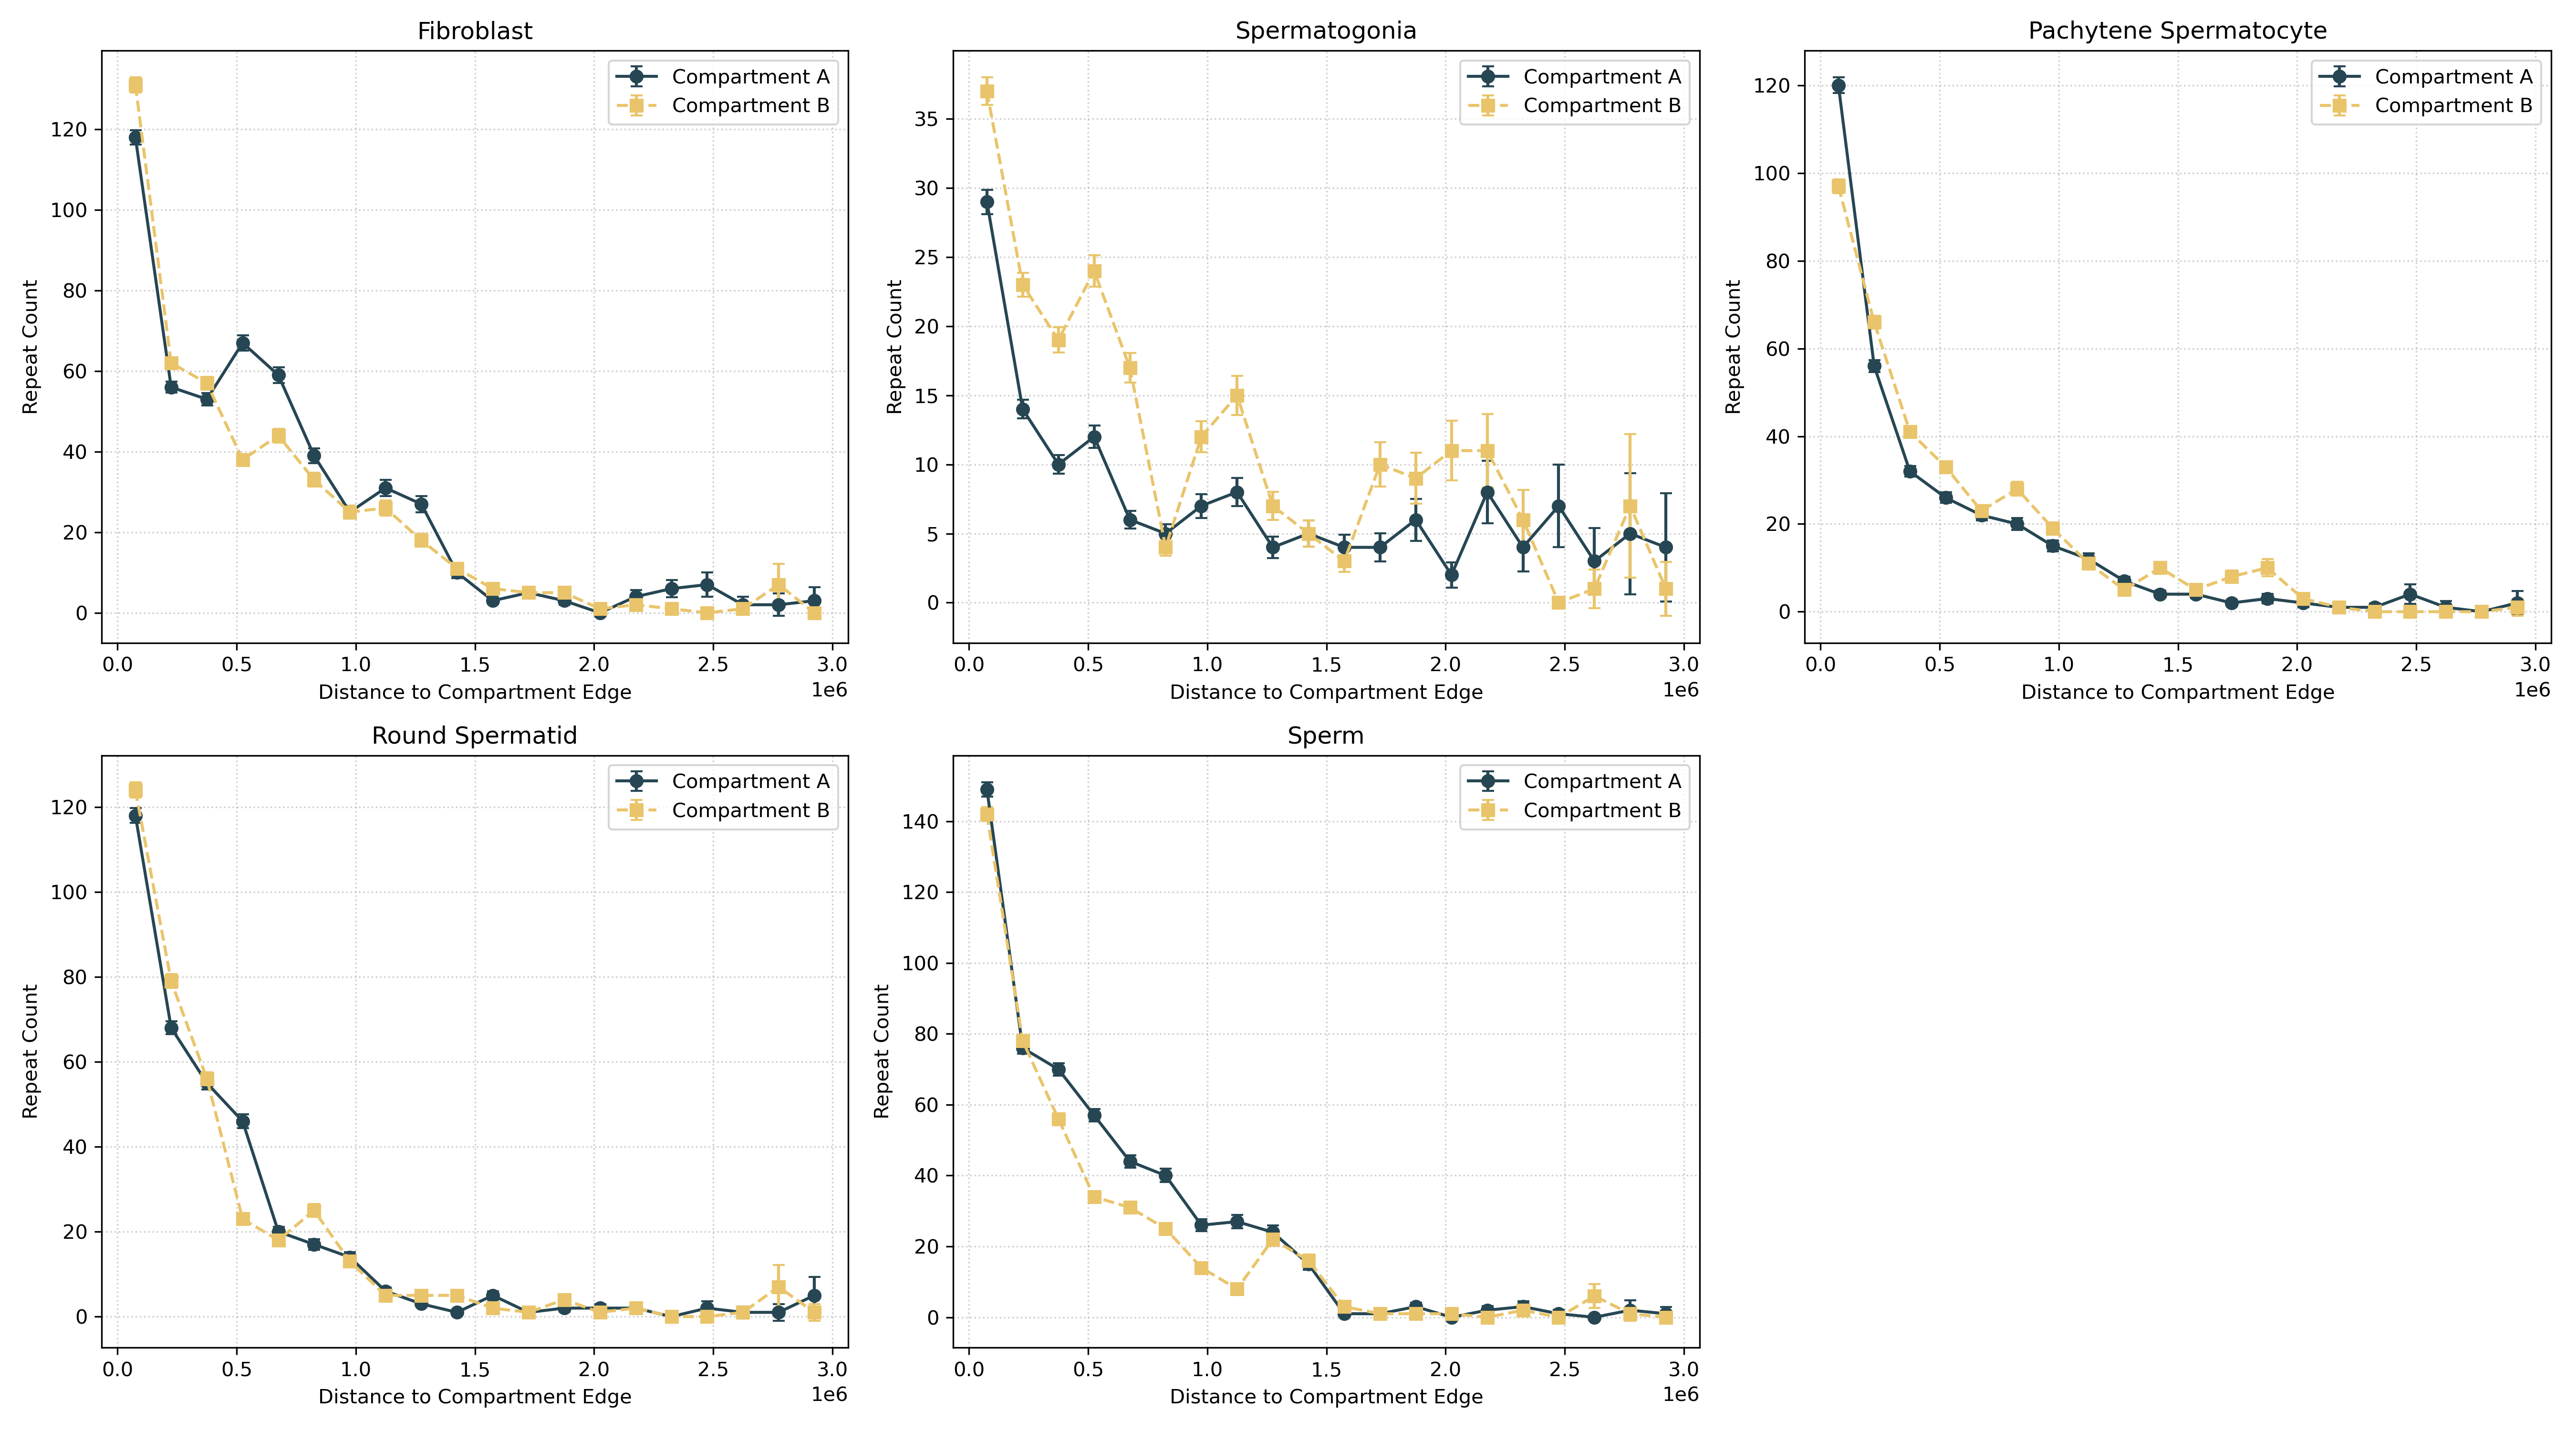 Fibroblast
Compartment A
Compartment B
120
100
80
60
40
20
0
Repeat Count
0.0 0.5 1.0 1.5 2.0 2.5 3.0
1e6
Distance to Compartment Edge
Spermatogonia
Compartment A
Compartment B
35
30
25
20
15
10
5
0
Repeat Count
0.0 0.5 1.0 1.5 2.0 2.5 3.0
1e6
Distance to Compartment Edge
Pachytene Spermatocyte
Compartment A
Compartment B
120
100
80
60
40
20
0
Repeat Count
0.0 0.5 1.0 1.5 2.0 2.5 3.0
1e6
Distance to Compartment Edge
Round Spermatid
Compartment A
Compartment B
120
100
80
60
40
20
0
Repeat Count
0.0 0.5 1.0 1.5 2.0 2.5 3.0
1e6
Distance to Compartment Edge
Sperm
Compartment A
Compartment B
140
120
100
80
60
40
20
0
Repeat Count
0.0 0.5 1.0 1.5 2.0 2.5 3.0
1e6
Distance to Compartment Edge